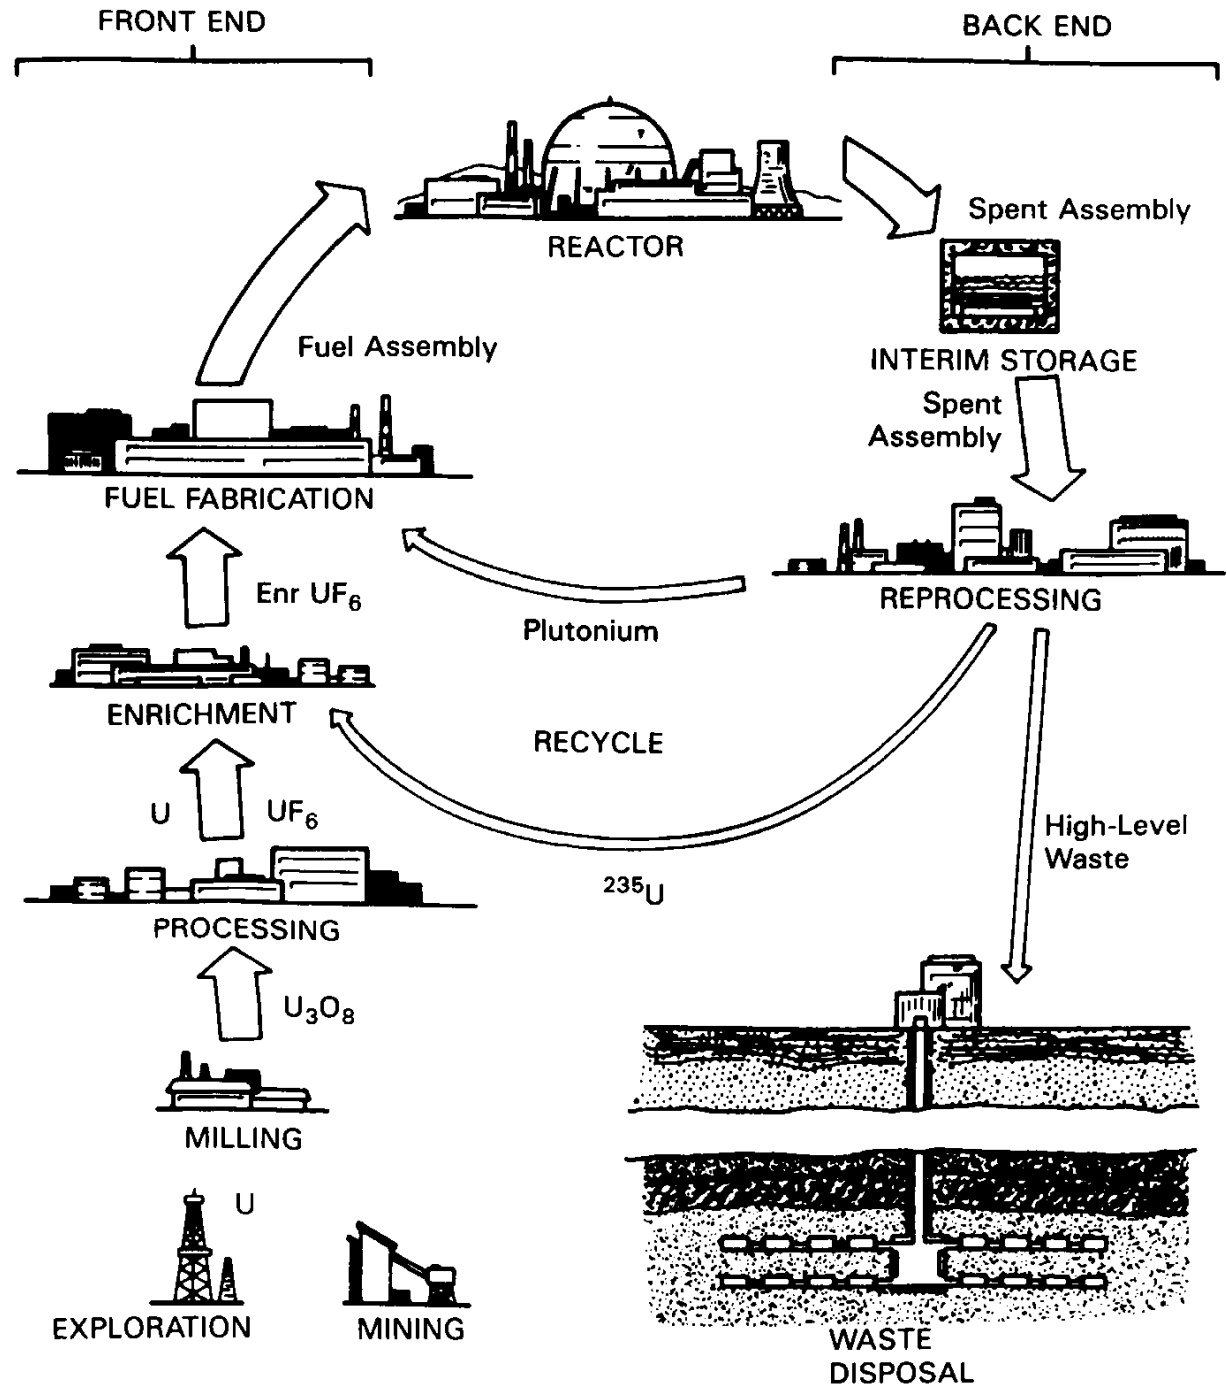 FRONT END
BACK END
REACTOR
Spent Assembly
INTERIM STORAGE
Fuel Assembly
Spent
Assembly
FUEL FABRICATION
REPROCESSING
Enr UF₆
Plutonium
ENRICHMENT
RECYCLE
U
UF₆
²³⁵U
High-Level
Waste
PROCESSING
U₃O₈
MILLING
U
EXPLORATION
MINING
WASTE
DISPOSAL